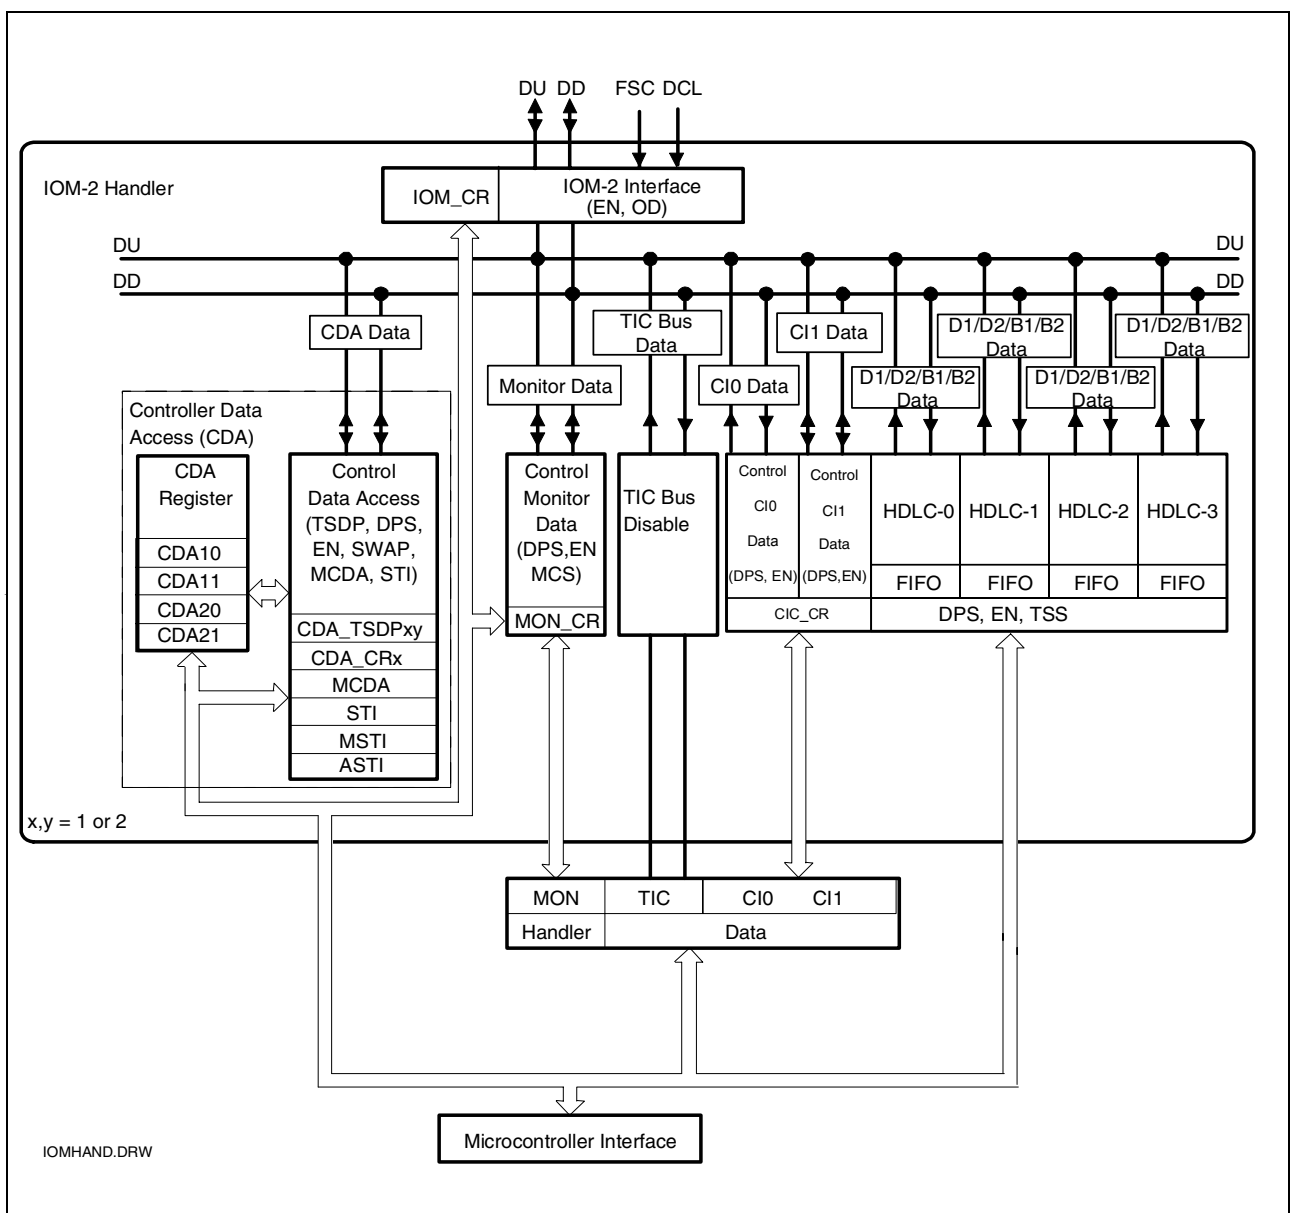 DU DD FSC DCL
IOM-2 Handler
IOM_CR
IOM-2 Interface
(EN, OD)
DU
DU
DD
DD
CDA Data
TIC Bus
Data
CI1 Data
D1/D2/B1/B2
Data
D1/D2/B1/B2
Data
Monitor Data
CI0 Data
D1/D2/B1/B2
Data
D1/D2/B1/B2
Data
Controller Data
Access (CDA)
CDA
Register
CDA10
CDA11
CDA20
CDA21
Control
Data Access
(TSDP, DPS,
EN, SWAP,
MCDA, STI)
CDA_TSDPxy
CDA_CRx
MCDA
STI
MSTI
ASTI
Control
Monitor
Data
(DPS,EN
MCS)
MON_CR
TIC Bus
Disable
Control
CI0
Data
(DPS, EN)
Control
CI1
Data
(DPS,EN)
CIC_CR
HDLC-0
HDLC-1
HDLC-2
HDLC-3
FIFO
FIFO
FIFO
FIFO
DPS, EN, TSS
x,y = 1 or 2
MON
TIC
CI0
CI1
Handler
Data
Microcontroller Interface
IOMHAND.DRW